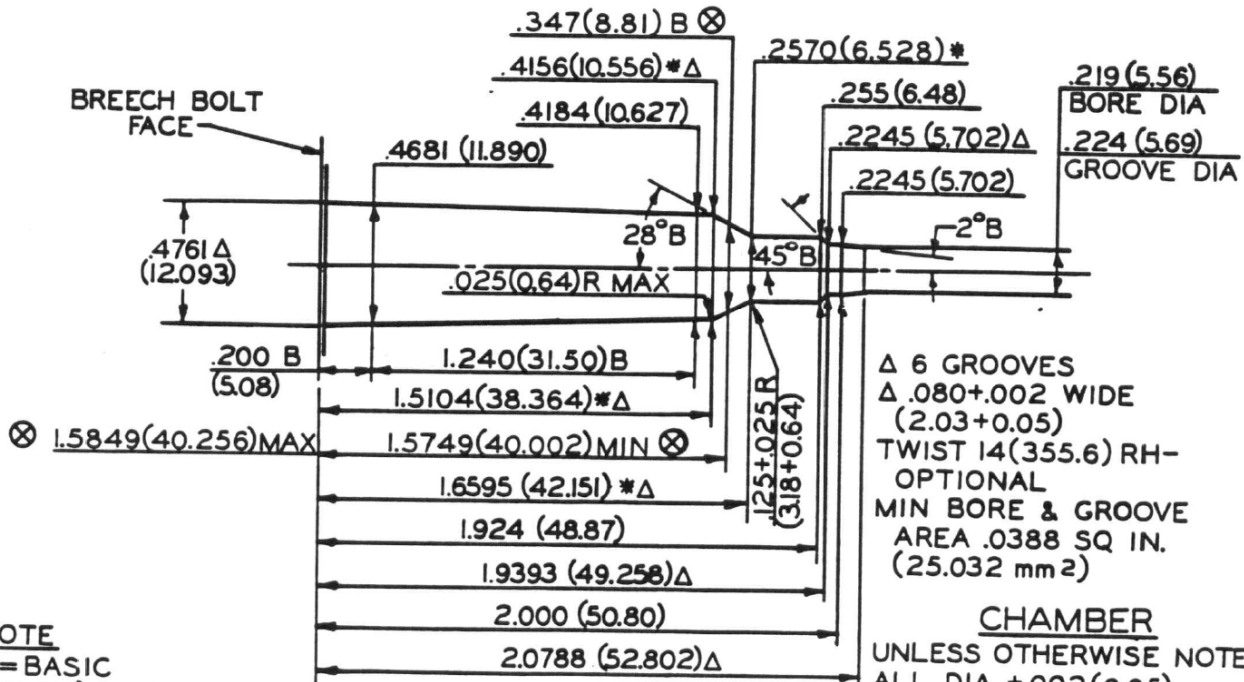 .347(8.81) B ⊗
.4156(10.556)*Δ
.4184(10.627)
.2570(6.528)*
.255(6.48)
.2245(5.702)Δ
.2245(5.702)
.219(5.56)
BORE DIA
.224(5.69)
GROOVE DIA
BREECH BOLT
FACE
.4681 (11.890)
.4761Δ
(12.093)
28°B
45°B
2°B
.025(0.64)R MAX
.200 B
(5.08)
1.240(31.50)B
1.5104(38.364)*Δ
⊗ 1.5849(40.256)MAX
1.5749(40.002)MIN ⊗
1.6595 (42.151) *Δ
.125+.025 R
(3.18+0.64)
1.924 (48.87)
1.9393 (49.258)Δ
2.000 (50.80)
2.0788 (52.802)Δ
Δ 6 GROOVES
Δ .080+.002 WIDE
(2.03+0.05)
TWIST 14(355.6) RH-
OPTIONAL
MIN BORE & GROOVE
AREA .0388 SQ IN.
(25.032 mm2)
CHAMBER
UNLESS OTHERWISE NOTE
OTE
=BASIC